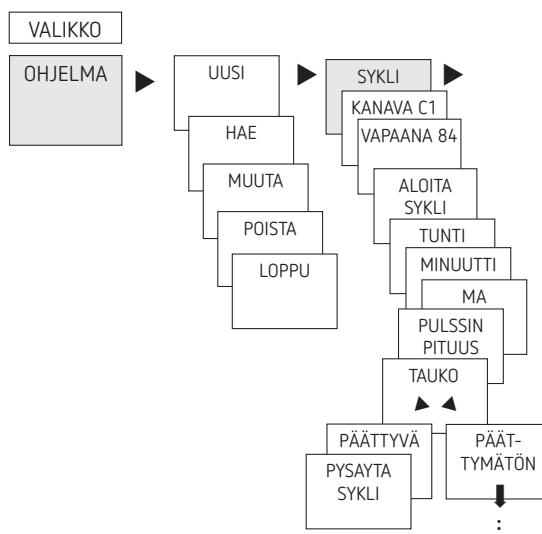 VALIKKO
OHJELMA
UUSI
HAE
MUUTA
POISTA
LOPPU
SYKLI
KANAVA C1
VAPAANA 84
ALOITA
SYKLI
TUNTI
MINUUTTI
MA
PULSSIN
PITUUS
TAUKO
PÄÄTTYVÄ
PYSAYTA
SYKLI
PÄÄT-
TYMÄTÖN
: